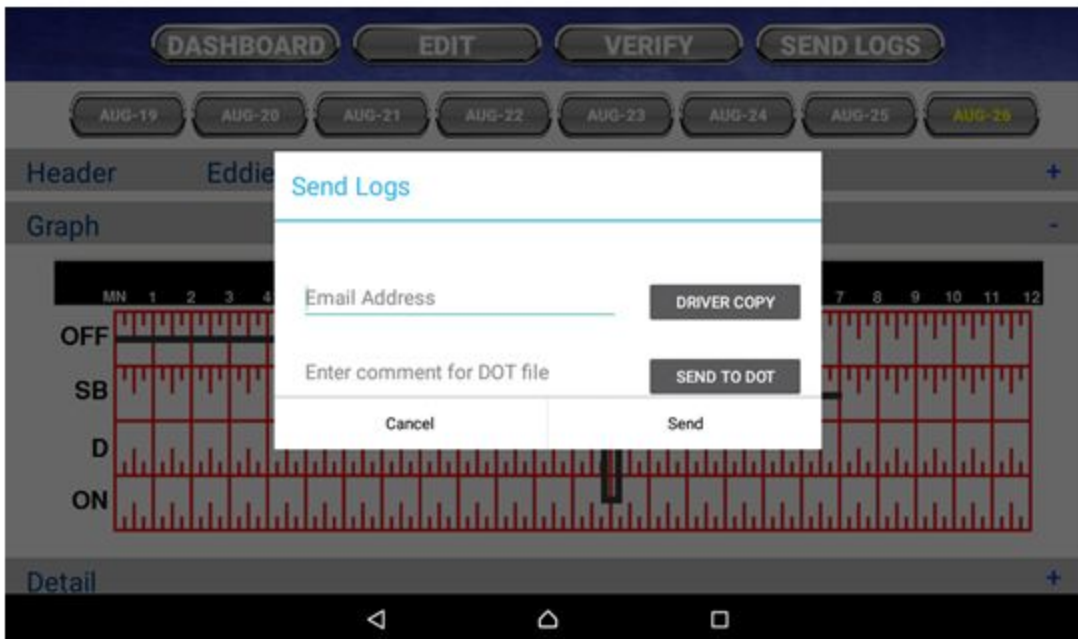 DASHBOARD EDIT VERIFY SEND LOGS
AUG-19 AUG-20 AUG-21 AUG-22 AUG-23 AUG-24 AUG-25 AUG-26
Header Eddie +
Send Logs
Graph -
MN 1 2 3 4 7 8 9 10 11 12
Email Address DRIVER COPY
OFF
Enter comment for DOT file SEND TO DOT
SB
Cancel Send
D
ON
Detail +